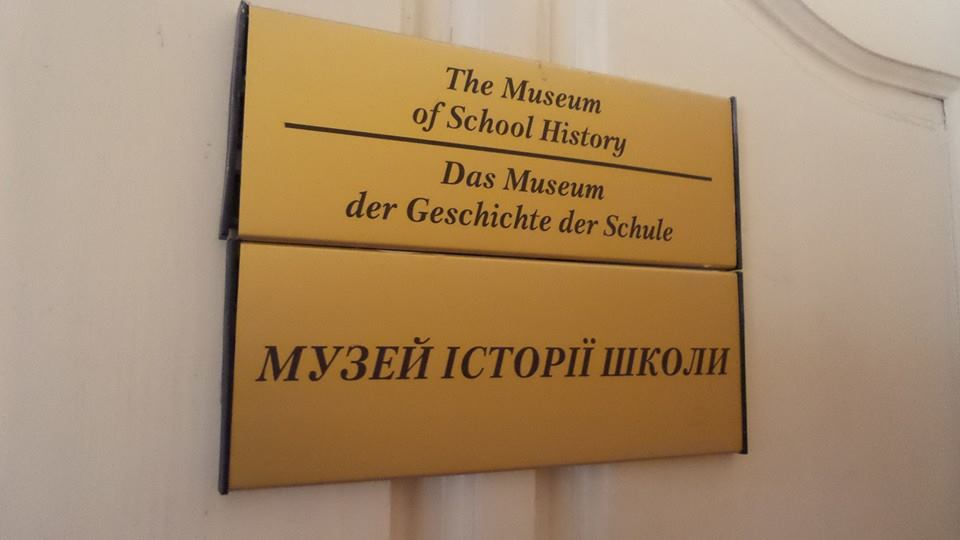 The Museum
of School History
Das Museum
der Geschichte der Schule
МУЗЕЙ ІСТОРІЇ ШКОЛИ